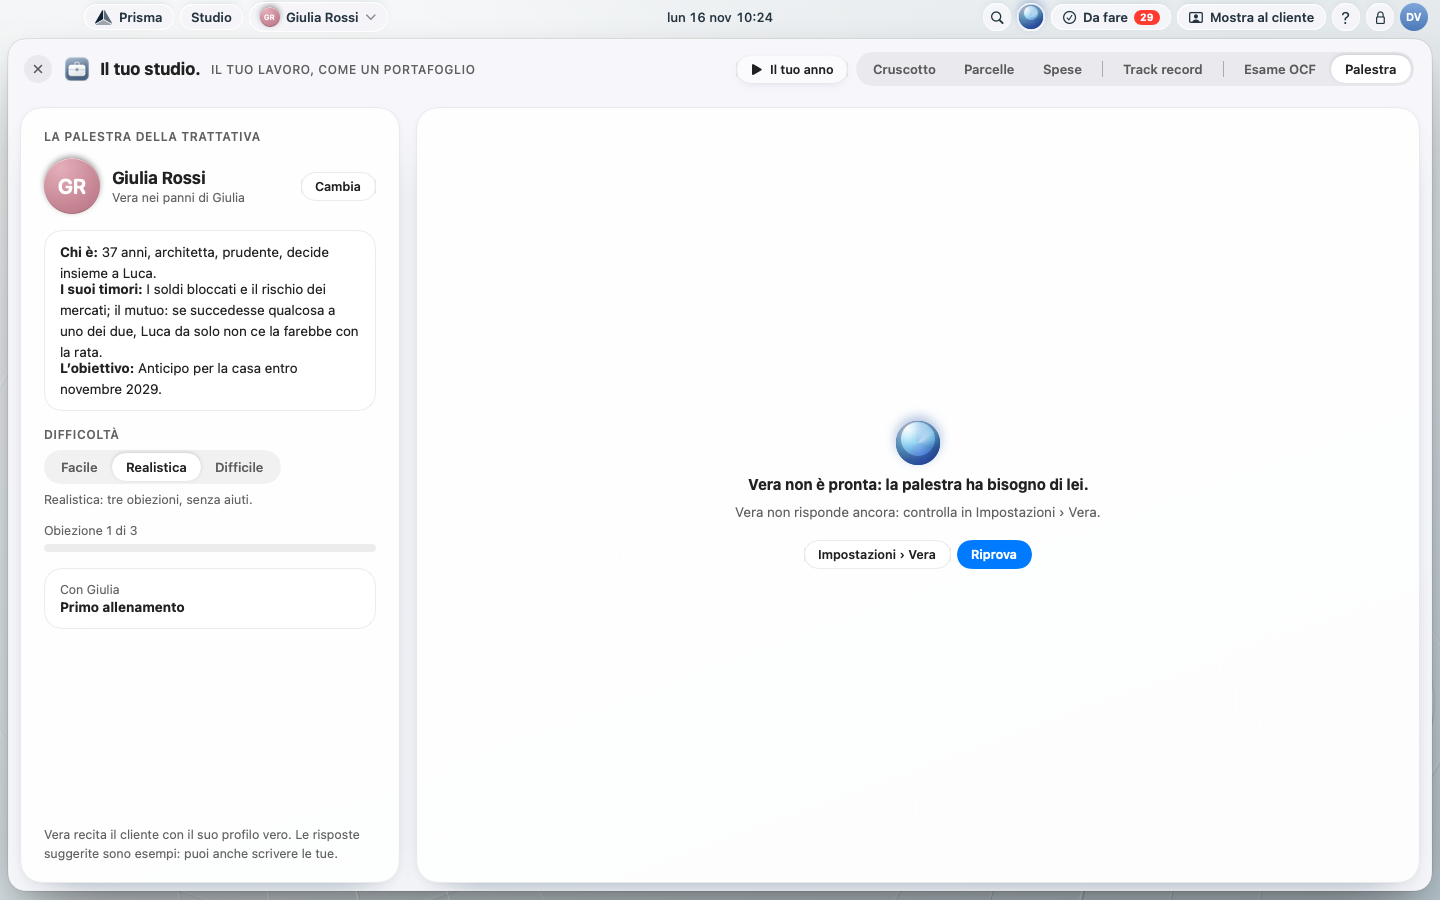 Prisma
Studio
GR Giulia Rossi
lun 16 nov 10:24
Da fare 29
Mostra al cliente
?
DV
Il tuo studio. IL TUO LAVORO, COME UN PORTAFOGLIO
Il tuo anno
Cruscotto
Parcelle
Spese
Track record
Esame OCF
Palestra
LA PALESTRA DELLA TRATTATIVA
GR
Giulia Rossi
Vera nei panni di Giulia
Cambia
Chi è: 37 anni, architetta, prudente, decide
insieme a Luca.
I suoi timori: I soldi bloccati e il rischio dei
mercati; il mutuo: se succedesse qualcosa a
uno dei due, Luca da solo non ce la farebbe con
la rata.
L'obiettivo: Anticipo per la casa entro
novembre 2029.
DIFFICOLTÀ
Facile
Realistica
Difficile
Realistica: tre obiezioni, senza aiuti.
Obiezione 1 di 3
Con Giulia
Primo allenamento
Vera recita il cliente con il suo profilo vero. Le risposte
suggerite sono esempi: puoi anche scrivere le tue.
Vera non è pronta: la palestra ha bisogno di lei.
Vera non risponde ancora: controlla in Impostazioni › Vera.
Impostazioni › Vera
Riprova